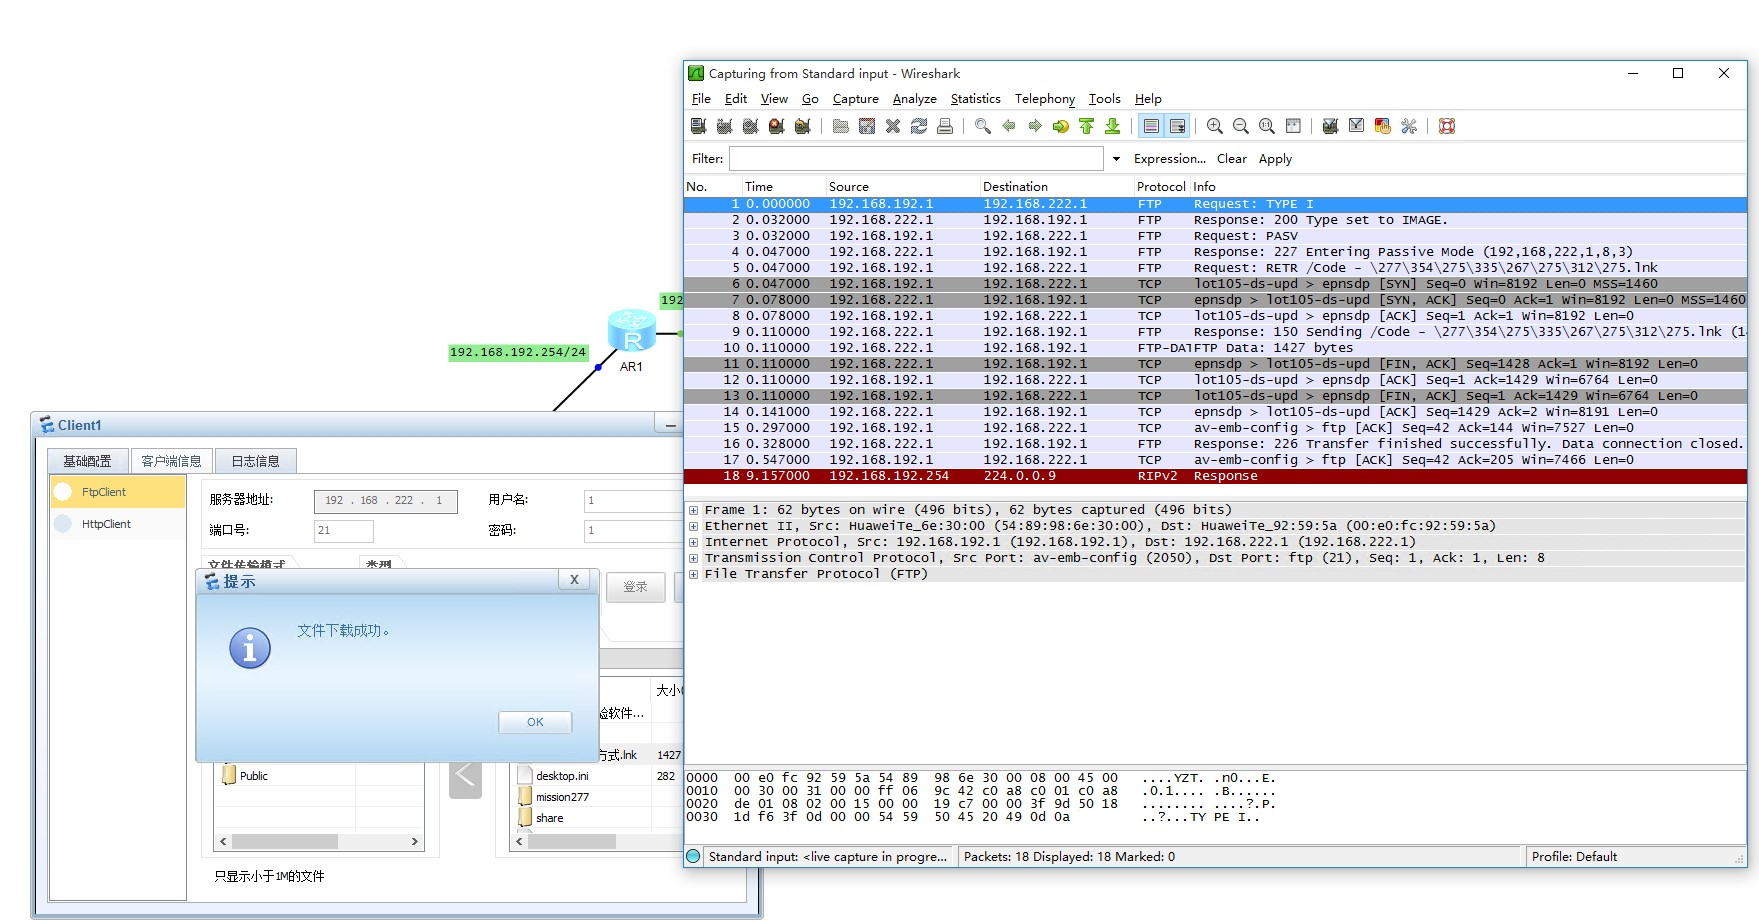 192.168.192.254/24
192
R
AR1
Client1
基础配置 客户端信息 日志信息
FtpClient
HttpClient
服务器地址: 192 . 168 . 222 . 1 用户名: 1
端口号: 21 密码: 1
文件传输模式 类型
登录
提示 X
文件下载成功。
OK
大小(
验软件...
方式.lnk 1427
Public
desktop.ini 282
mission277
share
只显示小于1M的文件
Capturing from Standard input - Wireshark
File Edit View Go Capture Analyze Statistics Telephony Tools Help
Filter: Expression... Clear Apply
No. Time Source Destination Protocol Info
1 0.000000 192.168.192.1 192.168.222.1 FTP Request: TYPE I
2 0.032000 192.168.222.1 192.168.192.1 FTP Response: 200 Type set to IMAGE.
3 0.032000 192.168.192.1 192.168.222.1 FTP Request: PASV
4 0.047000 192.168.222.1 192.168.192.1 FTP Response: 227 Entering Passive Mode (192,168,222,1,8,3)
5 0.047000 192.168.192.1 192.168.222.1 FTP Request: RETR /Code - \277\354\275\335\267\275\312\275.lnk
6 0.047000 192.168.192.1 192.168.222.1 TCP lot105-ds-upd > epnsdp [SYN] Seq=0 Win=8192 Len=0 MSS=1460
7 0.078000 192.168.222.1 192.168.192.1 TCP epnsdp > lot105-ds-upd [SYN, ACK] Seq=0 Ack=1 Win=8192 Len=0 MSS=1460
8 0.078000 192.168.192.1 192.168.222.1 TCP lot105-ds-upd > epnsdp [ACK] Seq=1 Ack=1 Win=8192 Len=0
9 0.110000 192.168.222.1 192.168.192.1 FTP Response: 150 Sending /Code - \277\354\275\335\267\275\312\275.lnk (1
10 0.110000 192.168.222.1 192.168.192.1 FTP-DAT FTP Data: 1427 bytes
11 0.110000 192.168.222.1 192.168.192.1 TCP epnsdp > lot105-ds-upd [FIN, ACK] Seq=1428 Ack=1 Win=8192 Len=0
12 0.110000 192.168.192.1 192.168.222.1 TCP lot105-ds-upd > epnsdp [ACK] Seq=1 Ack=1429 Win=6764 Len=0
13 0.110000 192.168.192.1 192.168.222.1 TCP lot105-ds-upd > epnsdp [FIN, ACK] Seq=1 Ack=1429 Win=6764 Len=0
14 0.141000 192.168.222.1 192.168.192.1 TCP epnsdp > lot105-ds-upd [ACK] Seq=1429 Ack=2 Win=8191 Len=0
15 0.297000 192.168.192.1 192.168.222.1 TCP av-emb-config > ftp [ACK] Seq=42 Ack=144 Win=7527 Len=0
16 0.328000 192.168.222.1 192.168.192.1 FTP Response: 226 Transfer finished successfully. Data connection closed.
17 0.547000 192.168.192.1 192.168.222.1 TCP av-emb-config > ftp [ACK] Seq=42 Ack=205 Win=7466 Len=0
18 9.157000 192.168.192.254 224.0.0.9 RIPv2 Response
Frame 1: 62 bytes on wire (496 bits), 62 bytes captured (496 bits)
Ethernet II, Src: HuaweiTe_6e:30:00 (54:89:98:6e:30:00), Dst: HuaweiTe_92:59:5a (00:e0:fc:92:59:5a)
Internet Protocol, Src: 192.168.192.1 (192.168.192.1), Dst: 192.168.222.1 (192.168.222.1)
Transmission Control Protocol, Src Port: av-emb-config (2050), Dst Port: ftp (21), Seq: 1, Ack: 1, Len: 8
File Transfer Protocol (FTP)
0000 00 e0 fc 92 59 5a 54 89 98 6e 30 00 08 00 45 00 ....YZT. .n0...E.
0010 00 30 00 31 00 00 ff 06 9c 42 c0 a8 c0 01 c0 a8 .0.1.... .B......
0020 de 01 08 02 00 15 00 00 19 c7 00 00 3f 9d 50 18 ........ ....?.P.
0030 1d f6 3f 0d 00 00 54 59 50 45 20 49 0d 0a ..?...TY PE I..
Standard input: <live capture in progre... Packets: 18 Displayed: 18 Marked: 0 Profile: Default